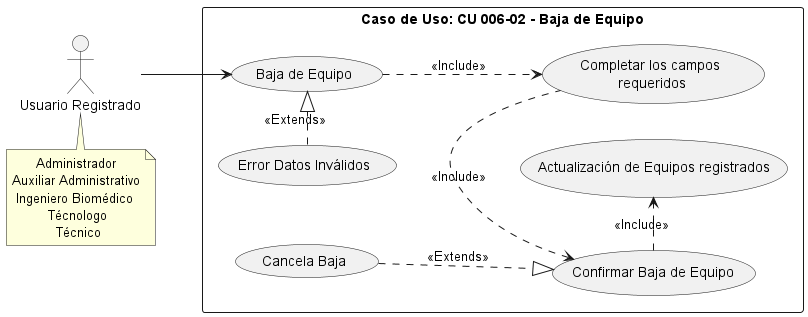 Caso de Uso: CU 006-02 - Baja de Equipo
Usuario Registrado
Administrador
Auxiliar Administrativo
Ingeniero Biomédico
Técnologo
Técnico
Baja de Equipo
«Include»
Completar los campos
requeridos
«Extends»
Error Datos Inválidos
«Include»
Actualización de Equipos registrados
«Include»
Cancela Baja
«Extends»
Confirmar Baja de Equipo